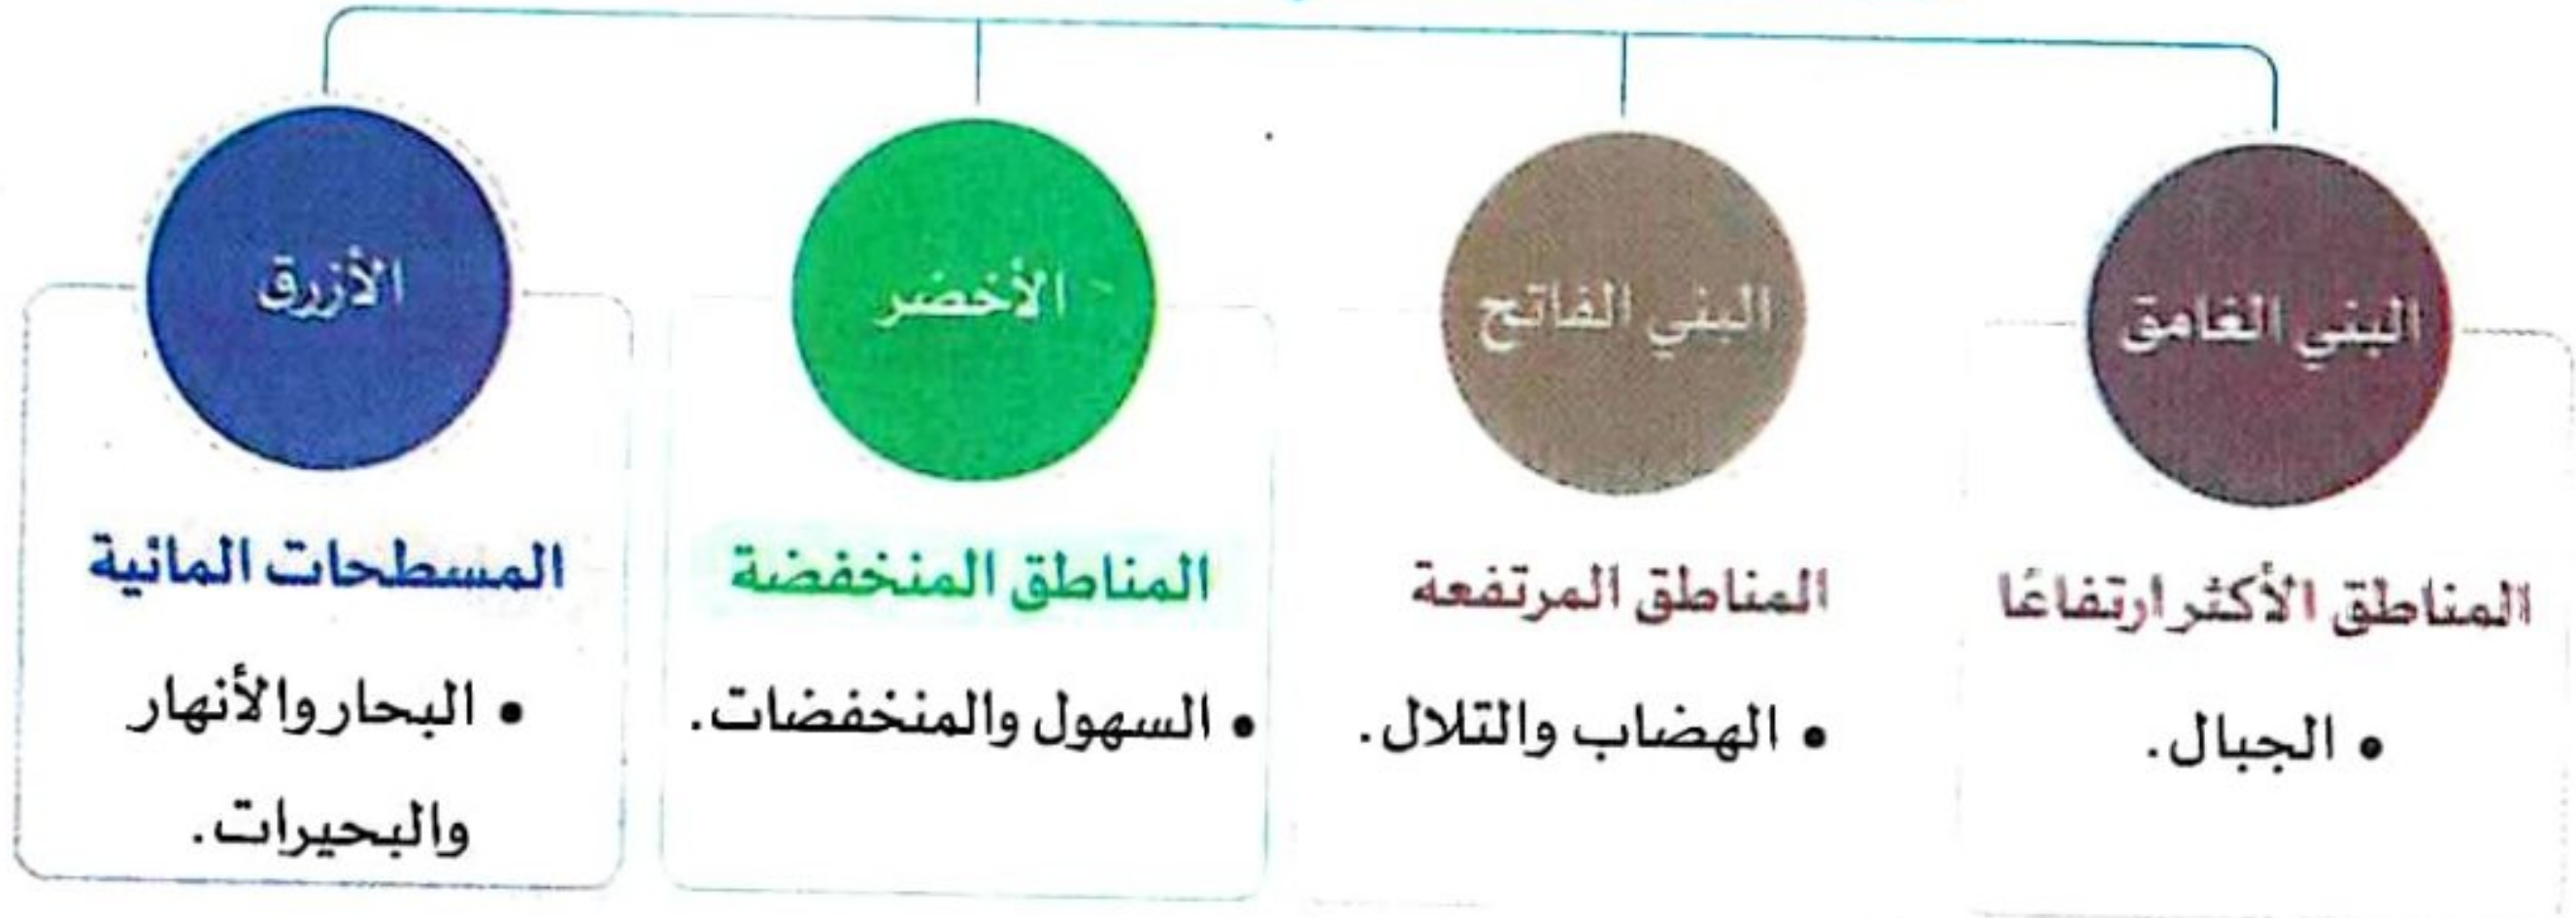 البني الغامق
المناطق الأكثر ارتفاعًا
• الجبال.
البني الفاتح
المناطق المرتفعة
• الهضاب والتلال.
الأخضر
المناطق المنخفضة
• السهول والمنخفضات.
الأزرق
المسطحات المائية
• البحار والأنهار
والبحيرات.